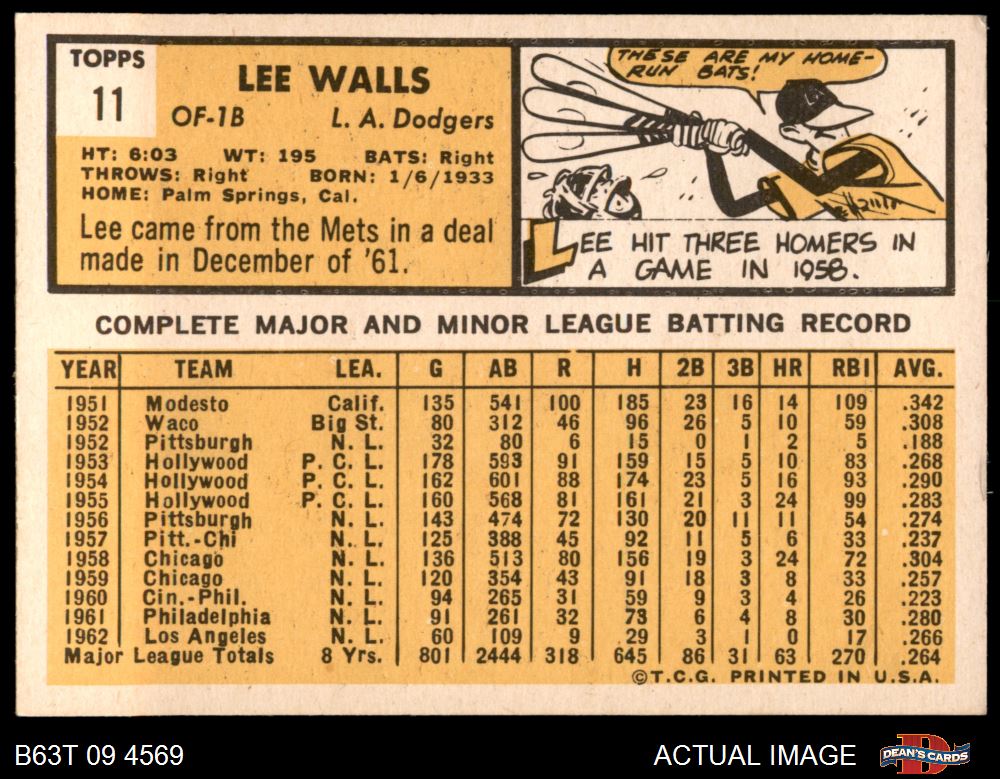 TOPPS
11
LEE WALLS
OF-1B L. A. Dodgers
HT: 6:03 WT: 195 BATS: Right
THROWS: Right BORN: 1/6/1933
HOME: Palm Springs, Cal.
Lee came from the Mets in a deal
made in December of '61.
THESE ARE MY HOME-
RUN BATS!
LEE HIT THREE HOMERS IN
A GAME IN 1958.
COMPLETE MAJOR AND MINOR LEAGUE BATTING RECORD
YEAR TEAM LEA. G AB R H 2B 3B HR RBI AVG.
1951 Modesto Calif. 135 541 100 185 23 16 14 109 .342
1952 Waco Big St. 80 312 46 96 26 5 10 59 .308
1952 Pittsburgh N. L. 32 80 6 15 0 1 2 5 .188
1953 Hollywood P. C. L. 178 593 91 159 15 5 10 83 .268
1954 Hollywood P. C. L. 162 601 88 174 23 5 16 93 .290
1955 Hollywood P. C. L. 160 568 81 161 21 3 24 99 .283
1956 Pittsburgh N. L. 143 474 72 130 20 11 11 54 .274
1957 Pitt.-Chi N. L. 125 388 45 92 11 5 6 33 .237
1958 Chicago N. L. 136 513 80 156 19 3 24 72 .304
1959 Chicago N. L. 120 354 43 91 18 3 8 33 .257
1960 Cin.-Phil. N. L. 94 265 31 59 9 3 4 26 .223
1961 Philadelphia N. L. 91 261 32 73 6 4 8 30 .280
1962 Los Angeles N. L. 60 109 9 29 3 1 0 17 .266
Major League Totals 8 Yrs. 801 2444 318 645 86 31 63 270 .264
©T.C.G. PRINTED IN U.S.A.
B63T 09 4569 ACTUAL IMAGE DEAN'S CARDS